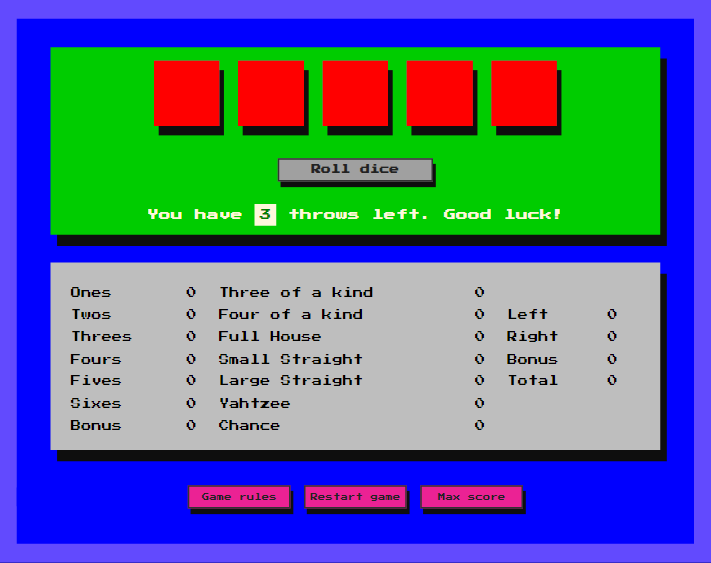 Roll dice
You have 3 throws left. Good luck!
Ones 0 Three of a kind 0
Twos 0 Four of a kind 0 Left 0
Threes 0 Full House 0 Right 0
Fours 0 Small Straight 0 Bonus 0
Fives 0 Large Straight 0 Total 0
Sixes 0 Yahtzee 0
Bonus 0 Chance 0
Game rules Restart game Max score